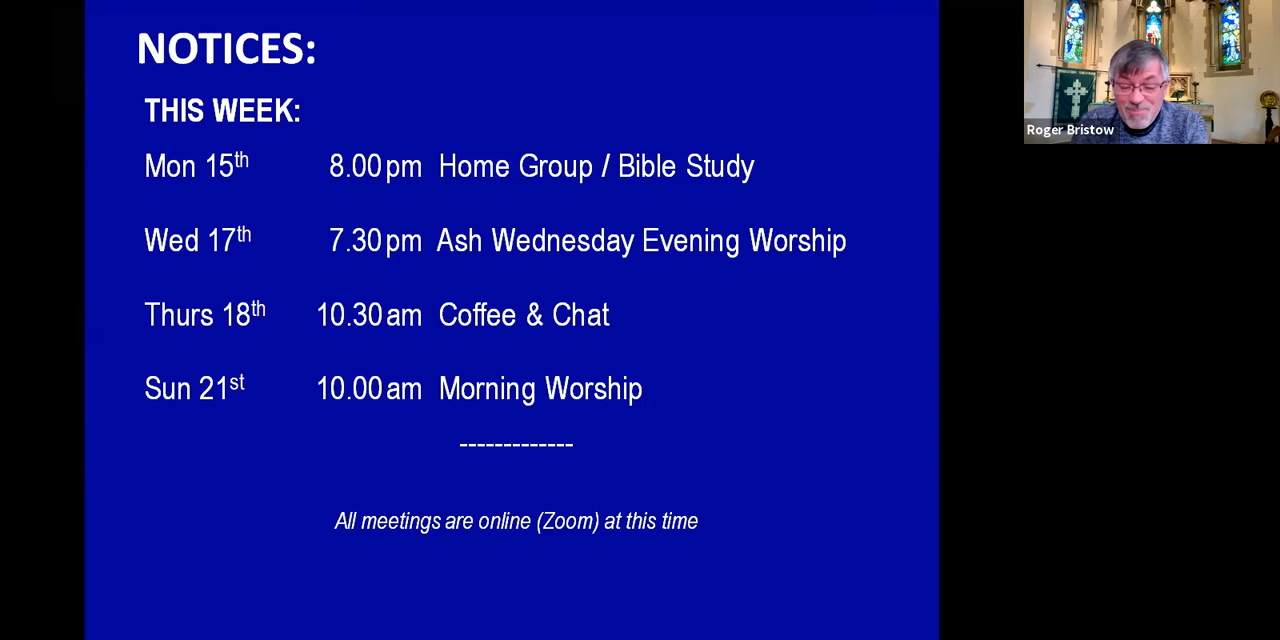 NOTICES:
THIS WEEK:
Mon 15th 8.00pm Home Group / Bible Study
Wed 17th 7.30pm Ash Wednesday Evening Worship
Thurs 18th 10.30am Coffee & Chat
Sun 21st 10.00am Morning Worship
-------------
All meetings are online (Zoom) at this time
Roger Bristow